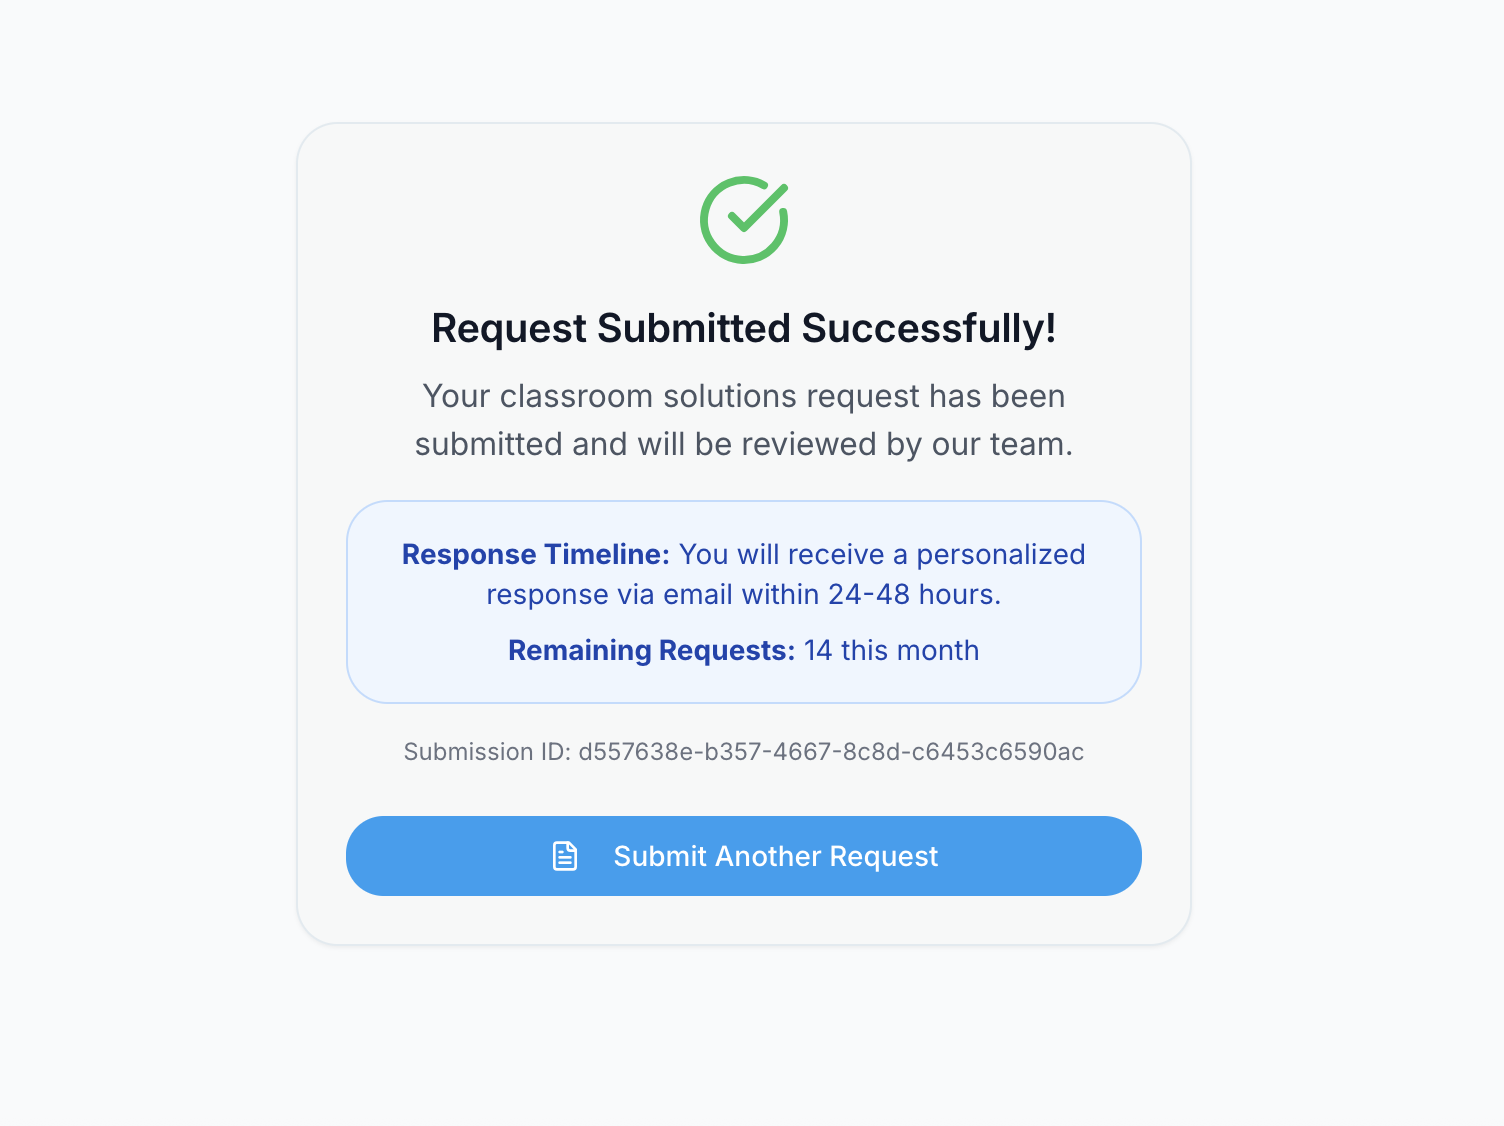 Request Submitted Successfully!
Your classroom solutions request has been
submitted and will be reviewed by our team.
Response Timeline: You will receive a personalized
response via email within 24-48 hours.
Remaining Requests: 14 this month
Submission ID: d557638e-b357-4667-8c8d-c6453c6590ac
Submit Another Request